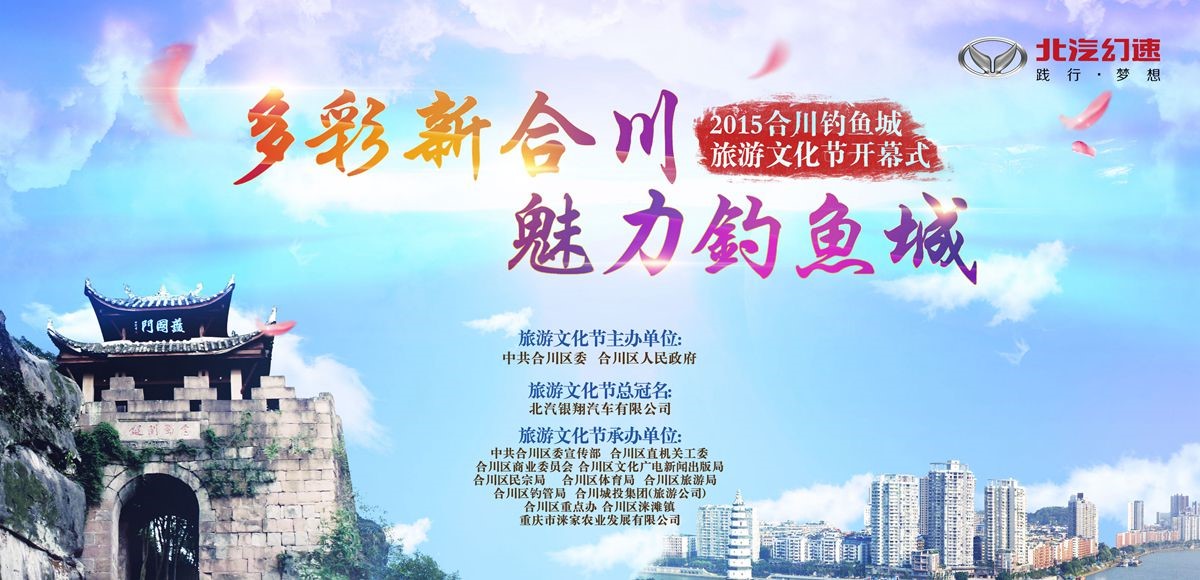 北汽幻速
践行·梦想
多彩新合川
2015合川钓鱼城
旅游文化节开幕式
魅力钓魚城
護國門
旅游文化节主办单位:
中共合川区委 合川区人民政府
旅游文化节总冠名:
北汽银翔汽车有限公司
旅游文化节承办单位:
中共合川区委宣传部 合川区直机关工委
合川区商业委员会 合川区文化广电新闻出版局
合川区民宗局 合川区体育局 合川区旅游局
合川区钓管局 合川城投集团(旅游公司)
合川区重点办 合川区涞滩镇
重庆市涞家农业发展有限公司